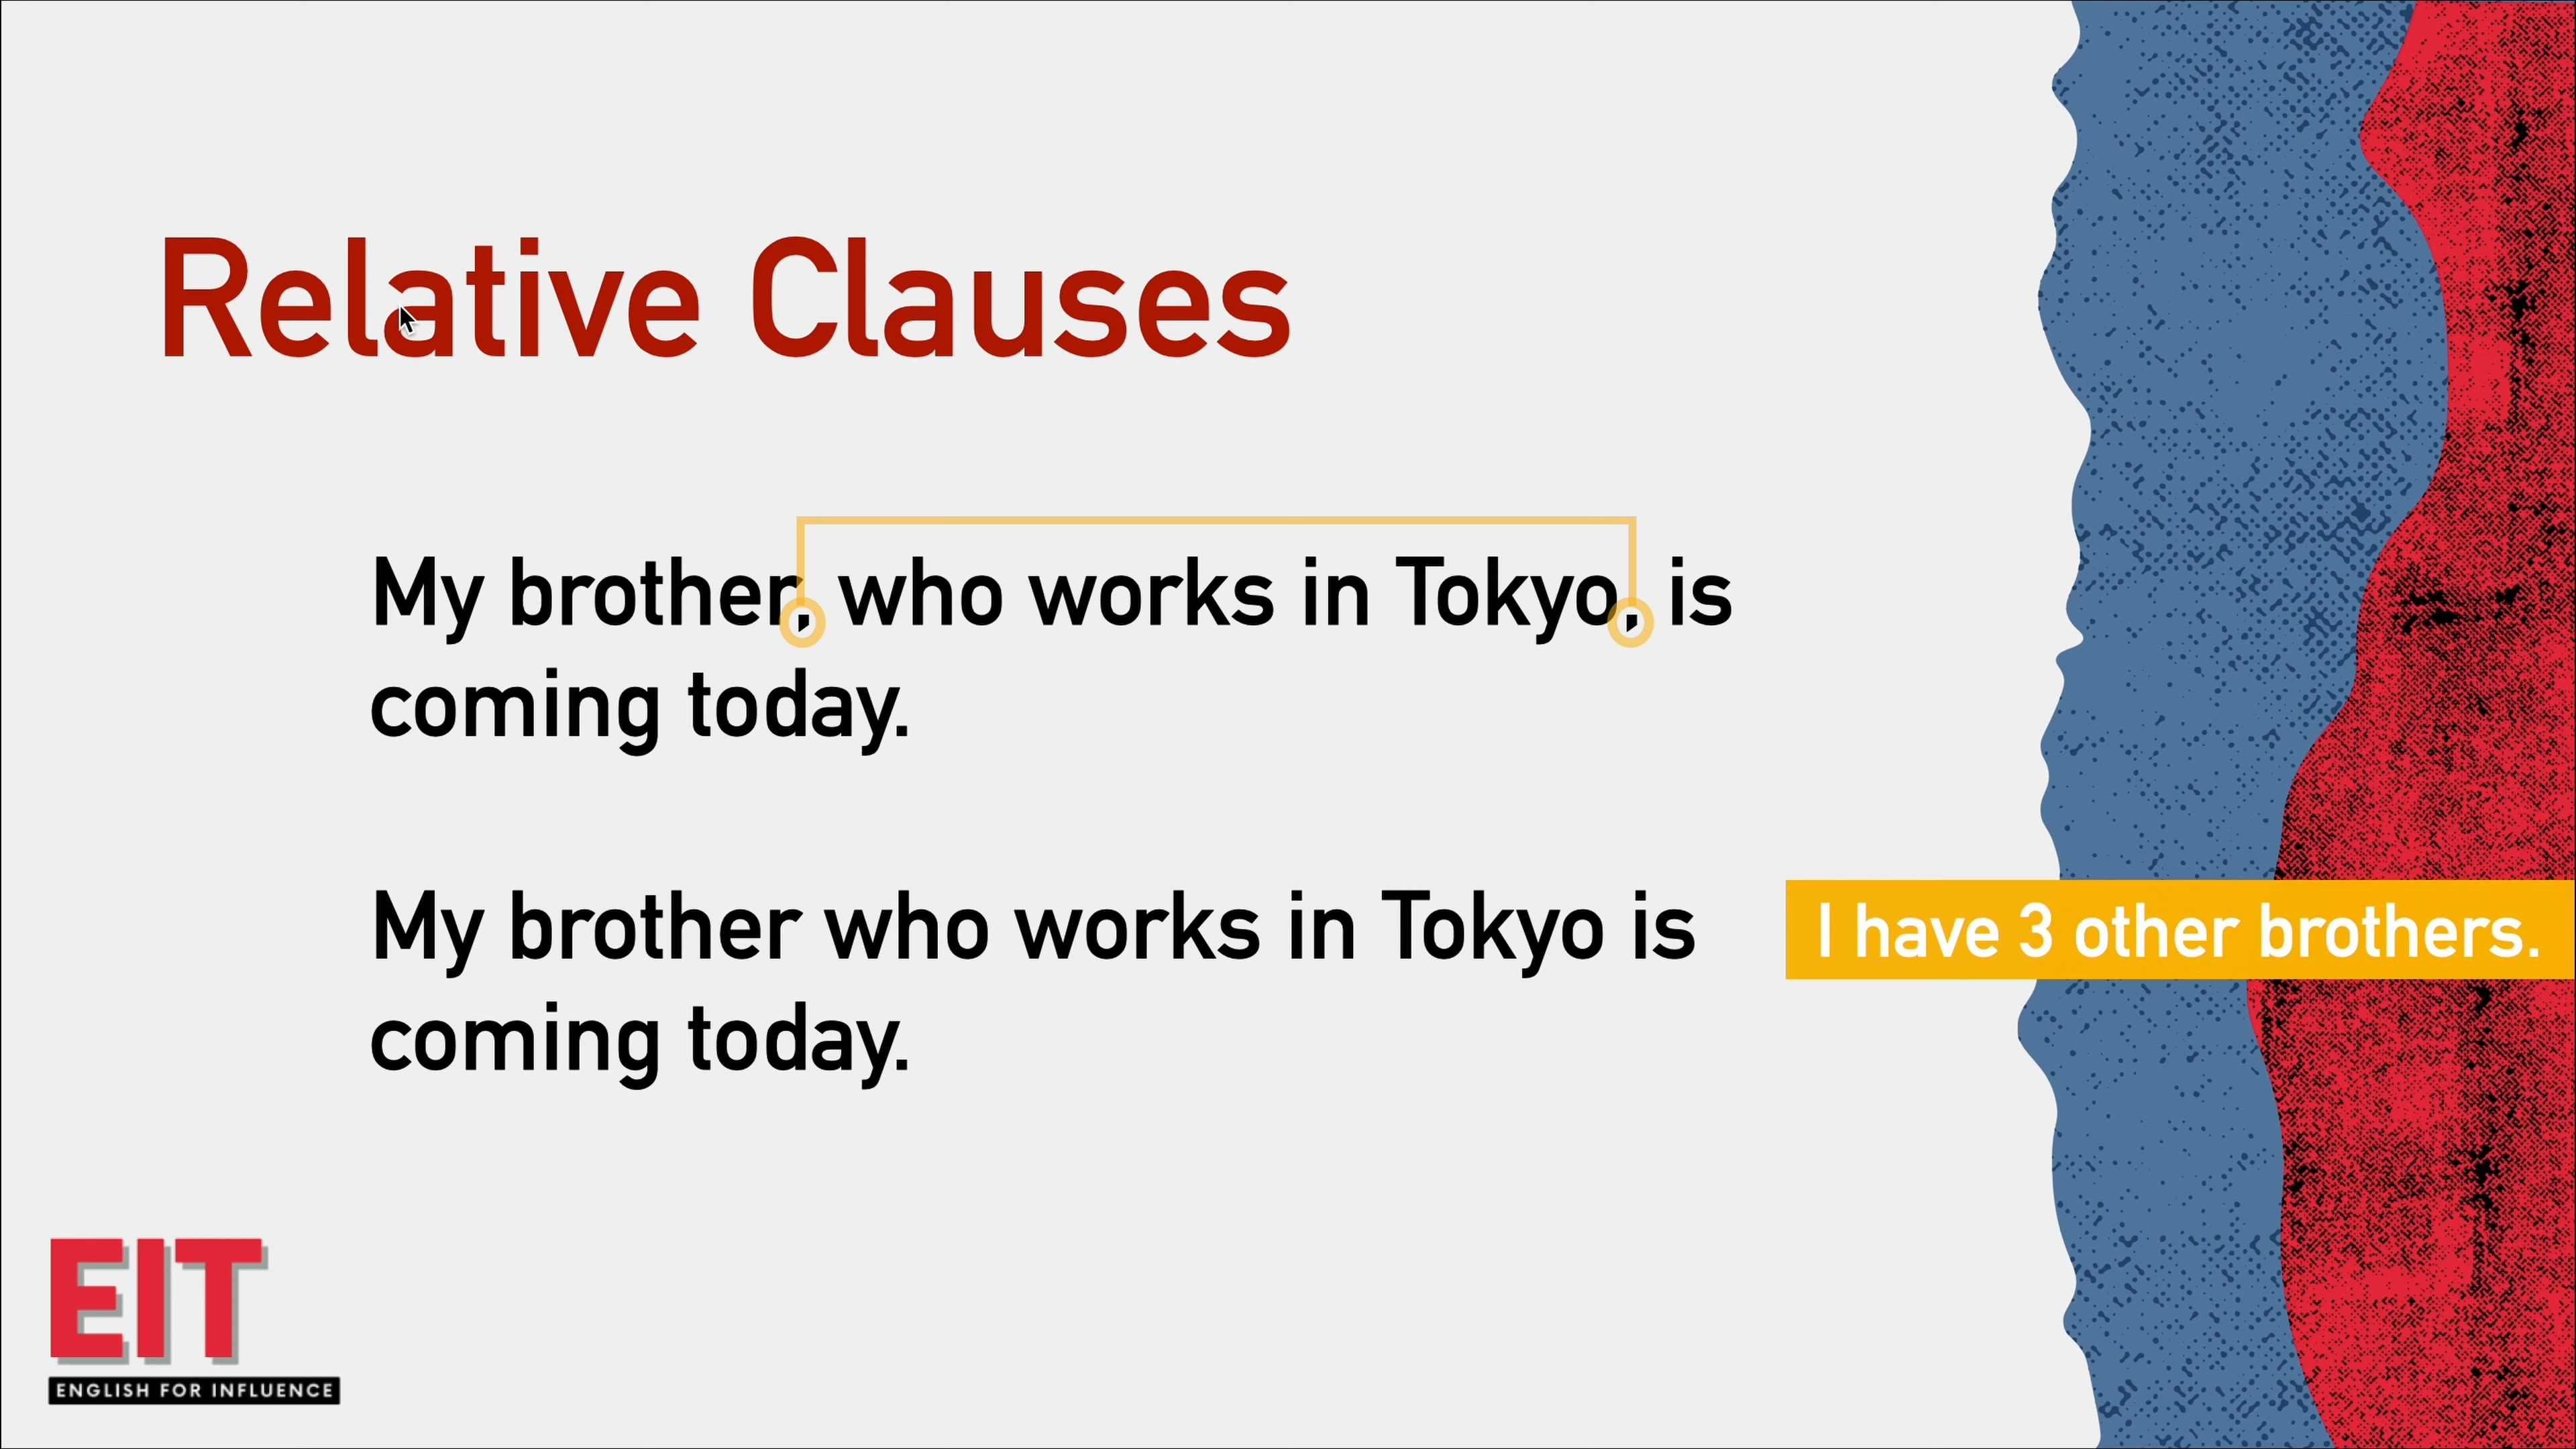 Relative Clauses
My brother, who works in Tokyo, is
coming today.
My brother who works in Tokyo is
coming today.
I have 3 other brothers.
EIT
ENGLISH FOR INFLUENCE